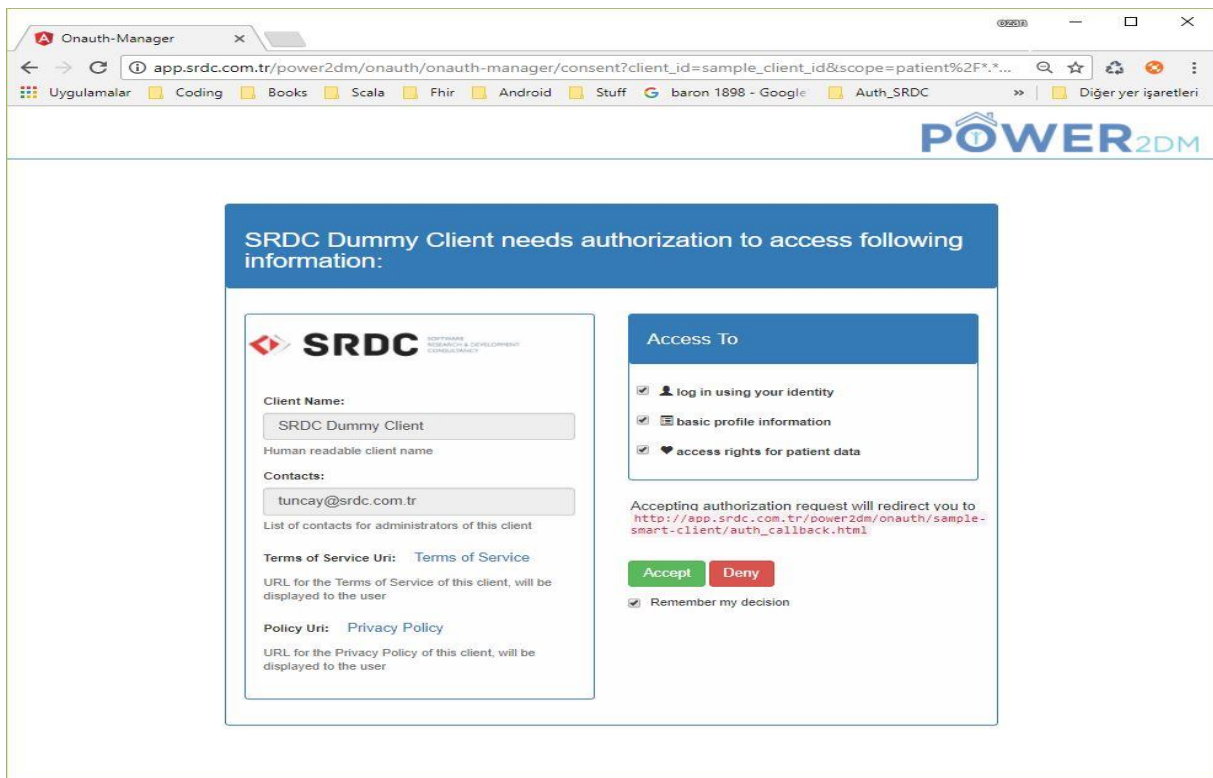 ozan
Onauth-Manager
app.srdc.com.tr/power2dm/onauth/onauth-manager/consent?client_id=sample_client_id&scope=patient%2F*.*...
Uygulamalar Coding Books Scala Fhir Android Stuff baron 1898 - Google Auth_SRDC » Diğer yer işaretleri
POWER2DM
SRDC Dummy Client needs authorization to access following
information:
SRDC SOFTWARE
RESEARCH & DEVELOPMENT
CONSULTANCY
Client Name:
SRDC Dummy Client
Human readable client name
Contacts:
tuncay@srdc.com.tr
List of contacts for administrators of this client
Terms of Service Uri: Terms of Service
URL for the Terms of Service of this client, will be
displayed to the user
Policy Uri: Privacy Policy
URL for the Privacy Policy of this client, will be
displayed to the user
Access To
log in using your identity
basic profile information
access rights for patient data
Accepting authorization request will redirect you to
http://app.srdc.com.tr/power2dm/onauth/sample-
smart-client/auth_callback.html
Accept Deny
Remember my decision